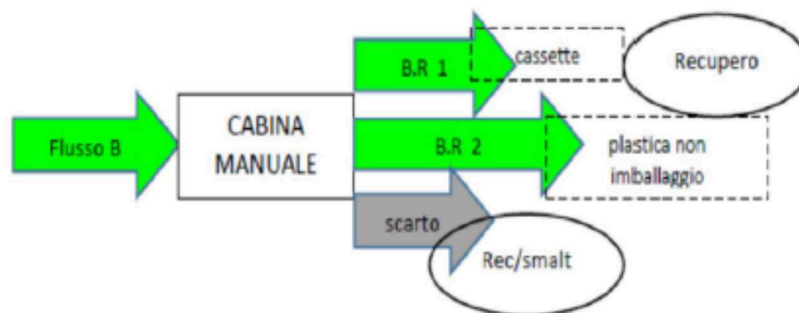 B.R 1
cassette
Recupero
Flusso B
CABINA
MANUALE
B.R 2
plastica non
imballaggio
scarto
Rec/smalt